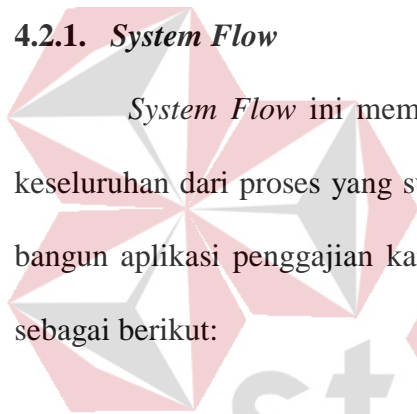 4.2.1. System Flow
System Flow ini mem
keseluruhan dari proses yang s
bangun aplikasi penggajian ka
sebagai berikut:
st